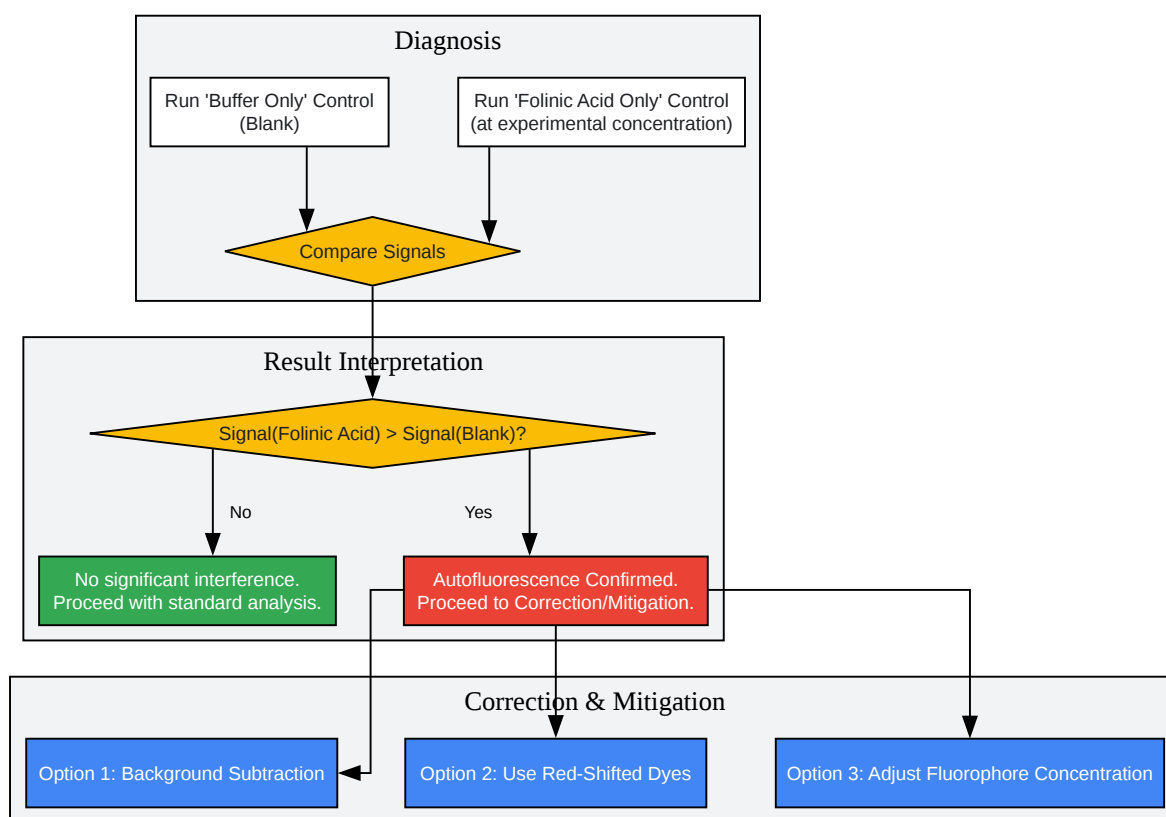 Diagnosis
Run 'Buffer Only' Control
(Blank)
Run 'Folinic Acid Only' Control
(at experimental concentration)
Compare Signals
Result Interpretation
Signal(Folinic Acid) > Signal(Blank)?
No
Yes
No significant interference.
Proceed with standard analysis.
Autofluorescence Confirmed.
Proceed to Correction/Mitigation.
Correction & Mitigation
Option 1: Background Subtraction
Option 2: Use Red-Shifted Dyes
Option 3: Adjust Fluorophore Concentration